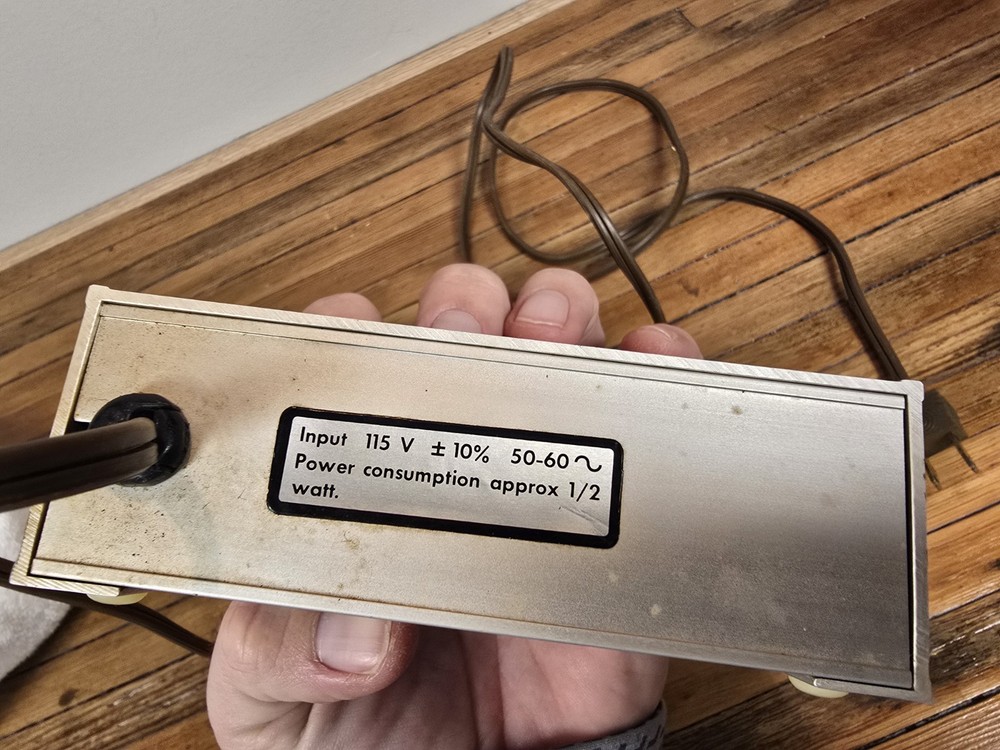 Input 115 V ± 10% 50-60 ∿
Power consumption approx 1/2
watt.